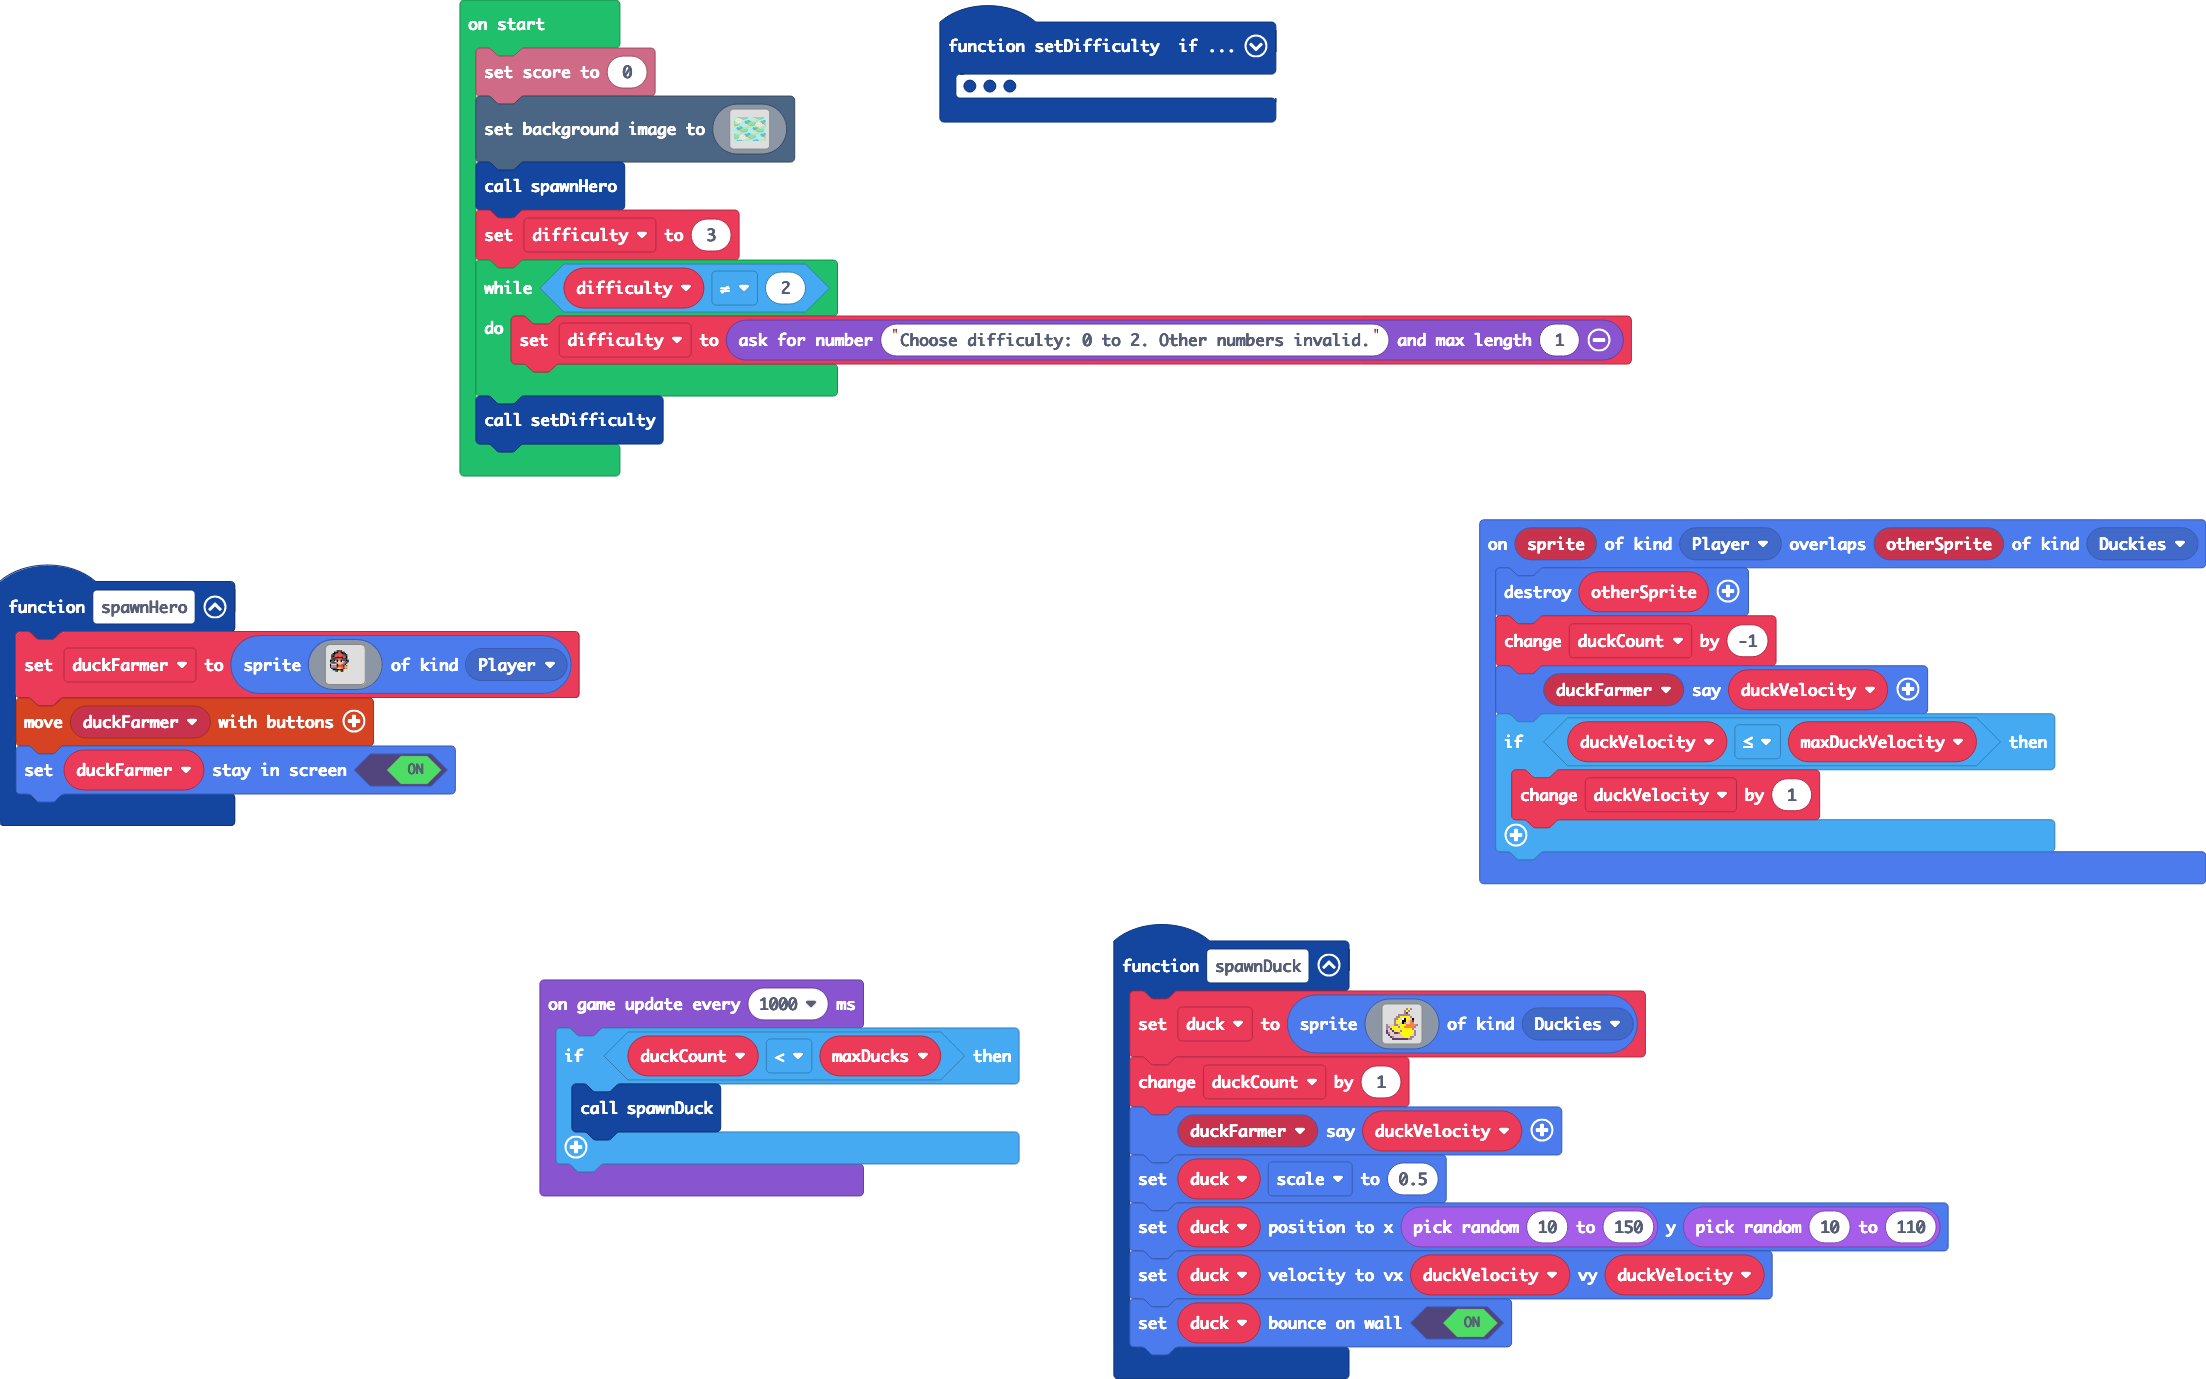 on start
set score to 0
set background image to
call spawnHero
set difficulty to 3
while difficulty ≠ 2
do set difficulty to ask for number "Choose difficulty: 0 to 2. Other numbers invalid." and max length 1
call setDifficulty
function setDifficulty if ...
function spawnHero
set duckFarmer to sprite of kind Player
move duckFarmer with buttons
set duckFarmer stay in screen ON
on sprite of kind Player overlaps otherSprite of kind Duckies
destroy otherSprite
change duckCount by -1
duckFarmer say duckVelocity
if duckVelocity ≤ maxDuckVelocity then
change duckVelocity by 1
on game update every 1000 ms
if duckCount < maxDucks then
call spawnDuck
function spawnDuck
set duck to sprite of kind Duckies
change duckCount by 1
duckFarmer say duckVelocity
set duck scale to 0.5
set duck position to x pick random 10 to 150 y pick random 10 to 110
set duck velocity to vx duckVelocity vy duckVelocity
set duck bounce on wall ON